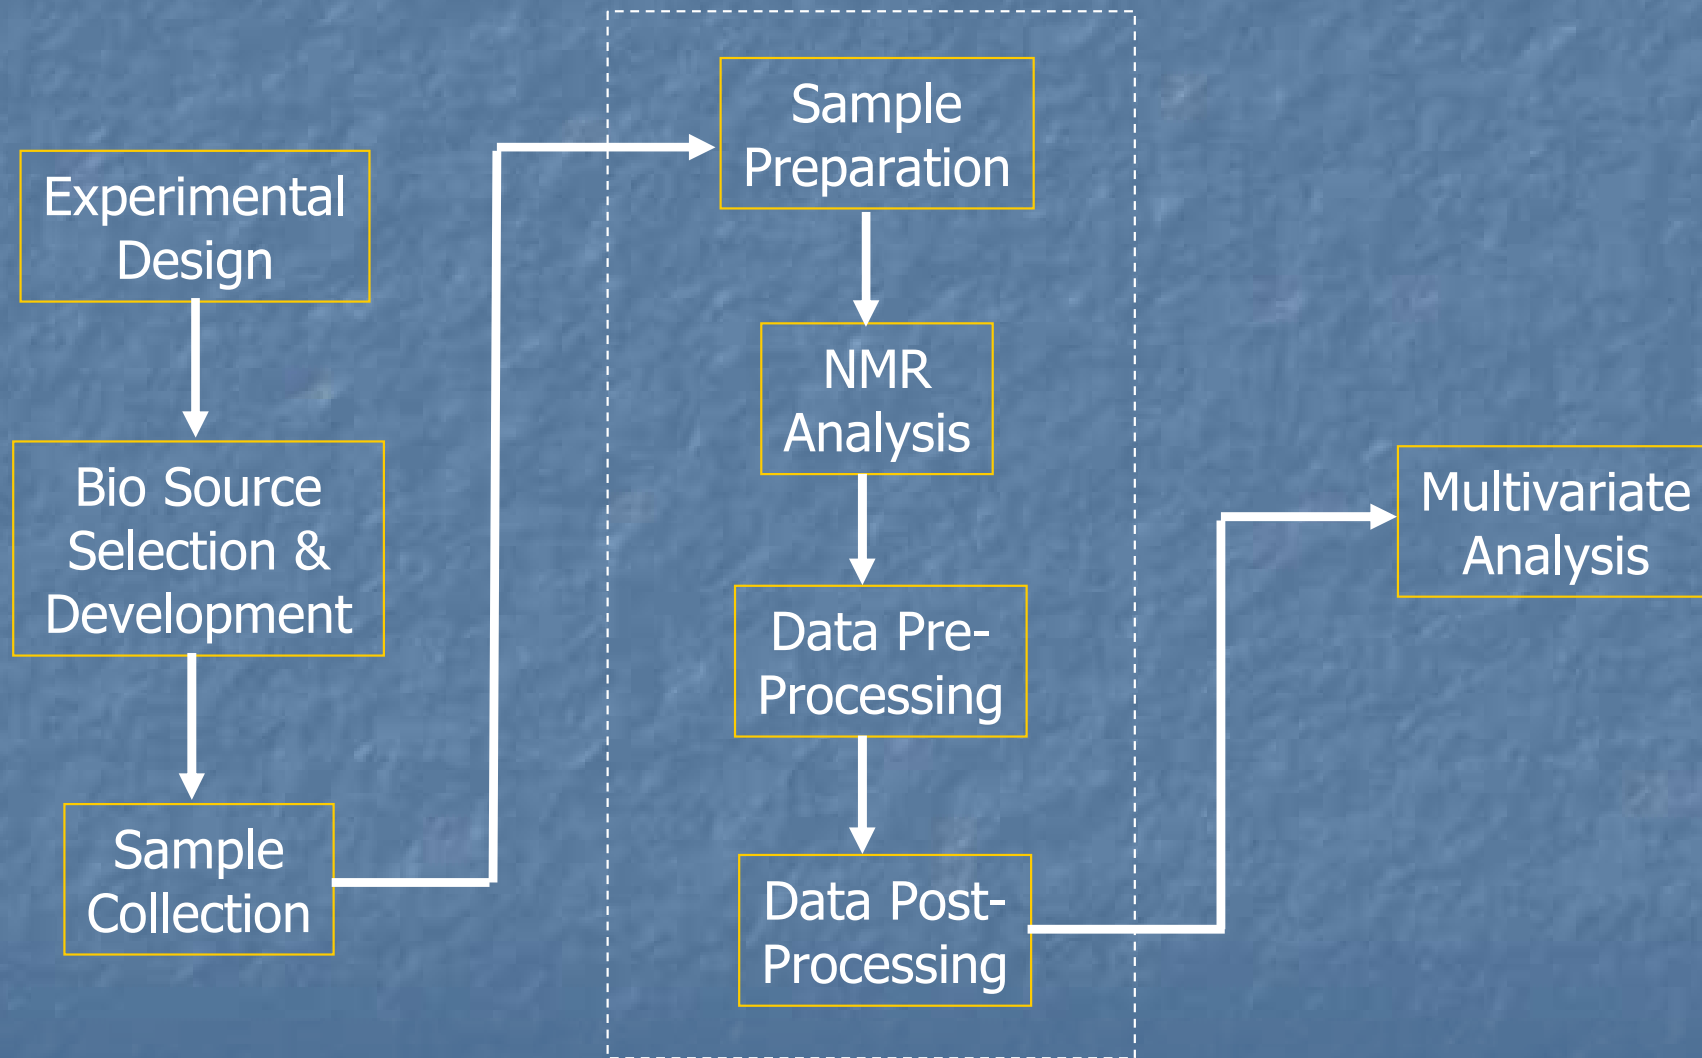 Experimental
Design
Bio Source
Selection &
Development
Sample
Collection
Sample
Preparation
NMR
Analysis
Data Pre-
Processing
Data Post-
Processing
Multivariate
Analysis